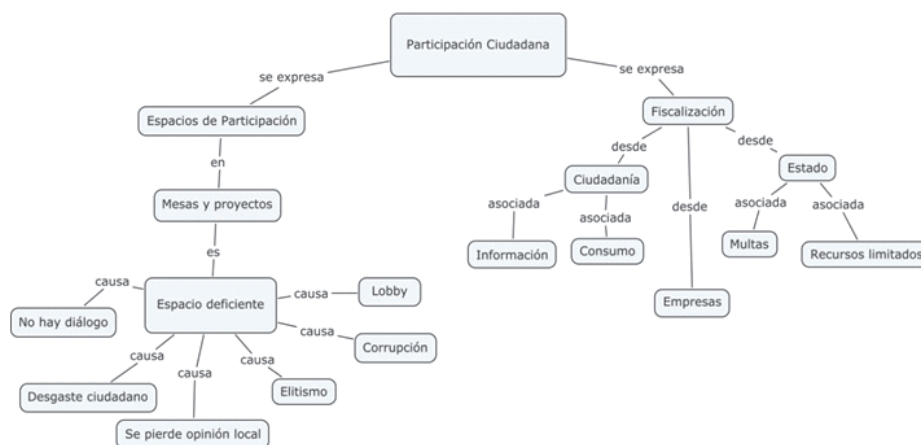 Participación Ciudadana
se expresa
se expresa
Espacios de Participación
Fiscalización
desde
desde
en
Ciudadanía
Estado
Mesas y proyectos
asociada
asociada
desde
asociada
asociada
Información
Consumo
Multas
Recursos limitados
es
causa
Espacio deficiente
causa
Lobby
Empresas
No hay diálogo
causa
Corrupción
causa
causa
causa
Desgaste ciudadano
Elitismo
Se pierde opinión local